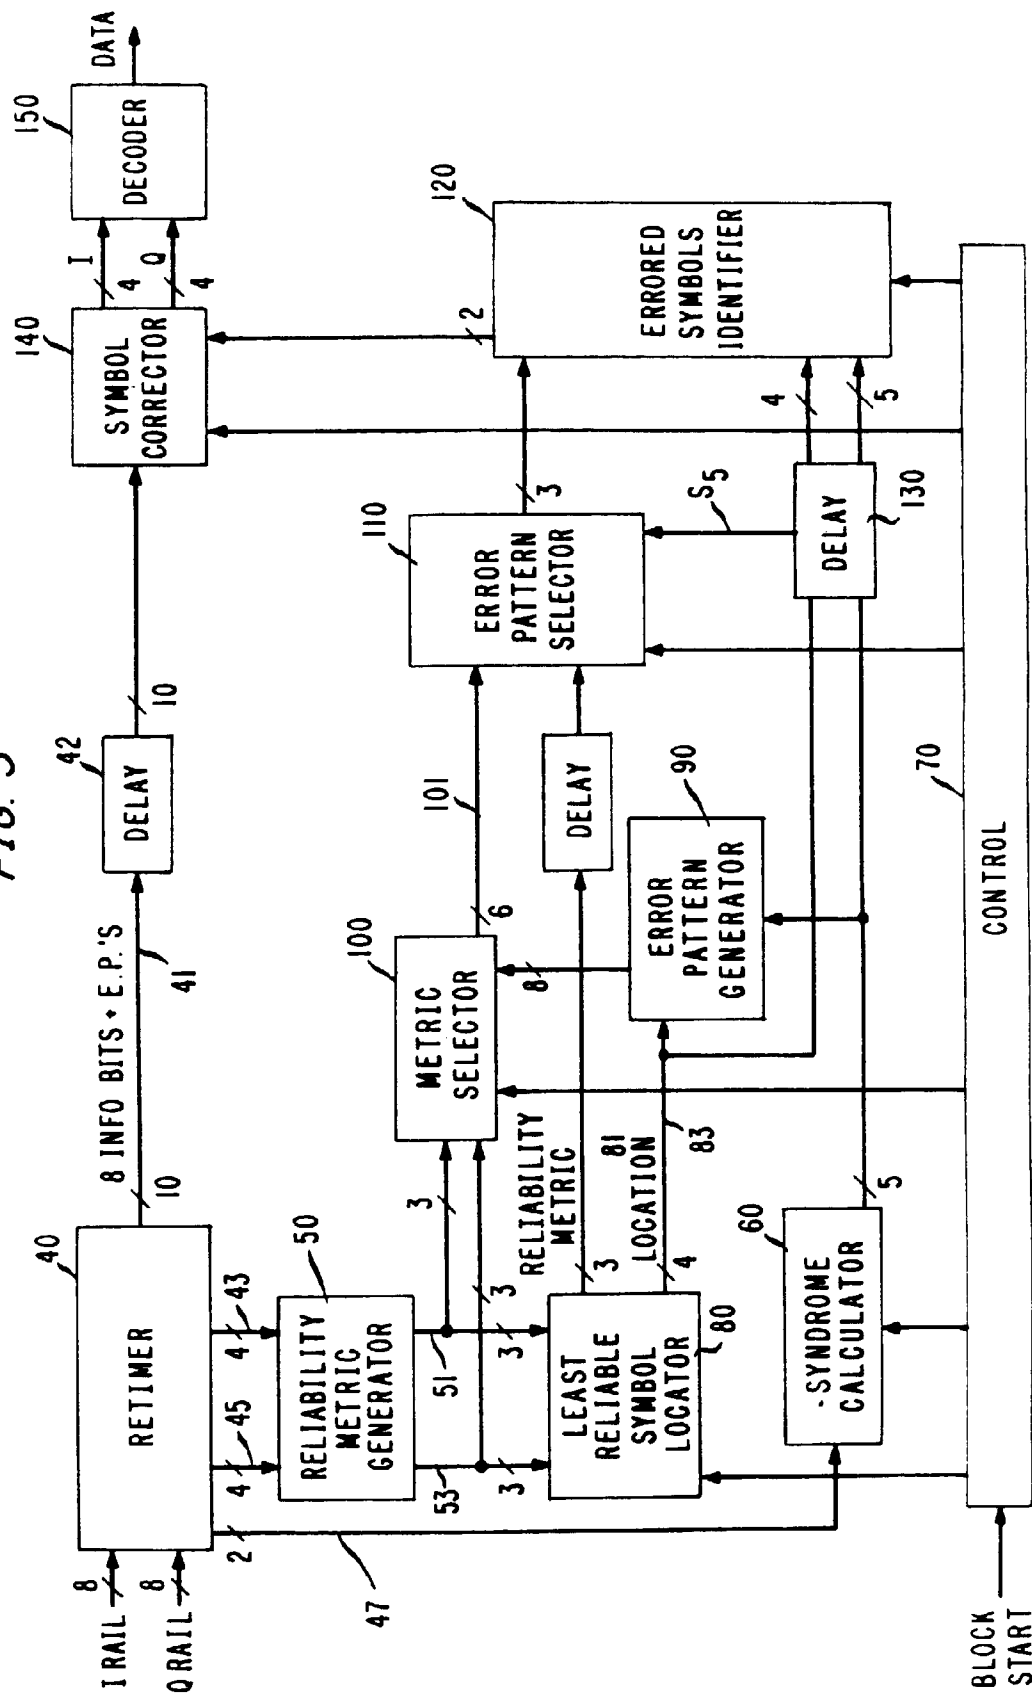 FIG. 3
I RAIL
8
Q RAIL
8
40
RETIMER
10
8 INFO BITS + E.P.'S
41
42
DELAY
10
140
SYMBOL
CORRECTOR
I
4
Q
4
150
DECODER
DATA
2
47
4
45
4
43
50
RELIABILITY
METRIC
GENERATOR
53
51
3
3
3
3
LEAST
RELIABLE
SYMBOL
LOCATOR
80
3
RELIABILITY
METRIC
4
LOCATION
81
83
100
METRIC
SELECTOR
6
101
8
DELAY
90
ERROR
PATTERN
GENERATOR
110
ERROR
PATTERN
SELECTOR
3
S5
DELAY
130
4
5
120
ERRORED
SYMBOLS
IDENTIFIER
2
60
SYNDROME
CALCULATOR
5
70
CONTROL
BLOCK
START